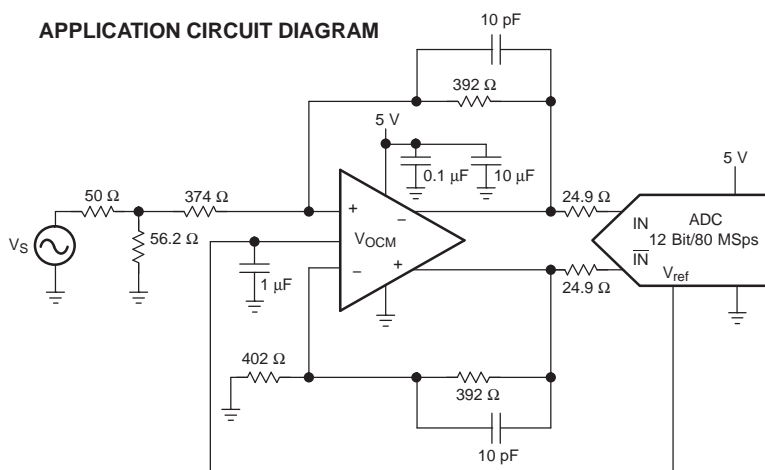 APPLICATION CIRCUIT DIAGRAM
10 pF
392 Ω
5 V
0.1 μF
10 μF
5 V
50 Ω
374 Ω
24.9 Ω
VS
56.2 Ω
+
−
VOCM
−
+
1 μF
IN
ADC
12 Bit/80 MSps
IN
Vref
24.9 Ω
402 Ω
392 Ω
10 pF